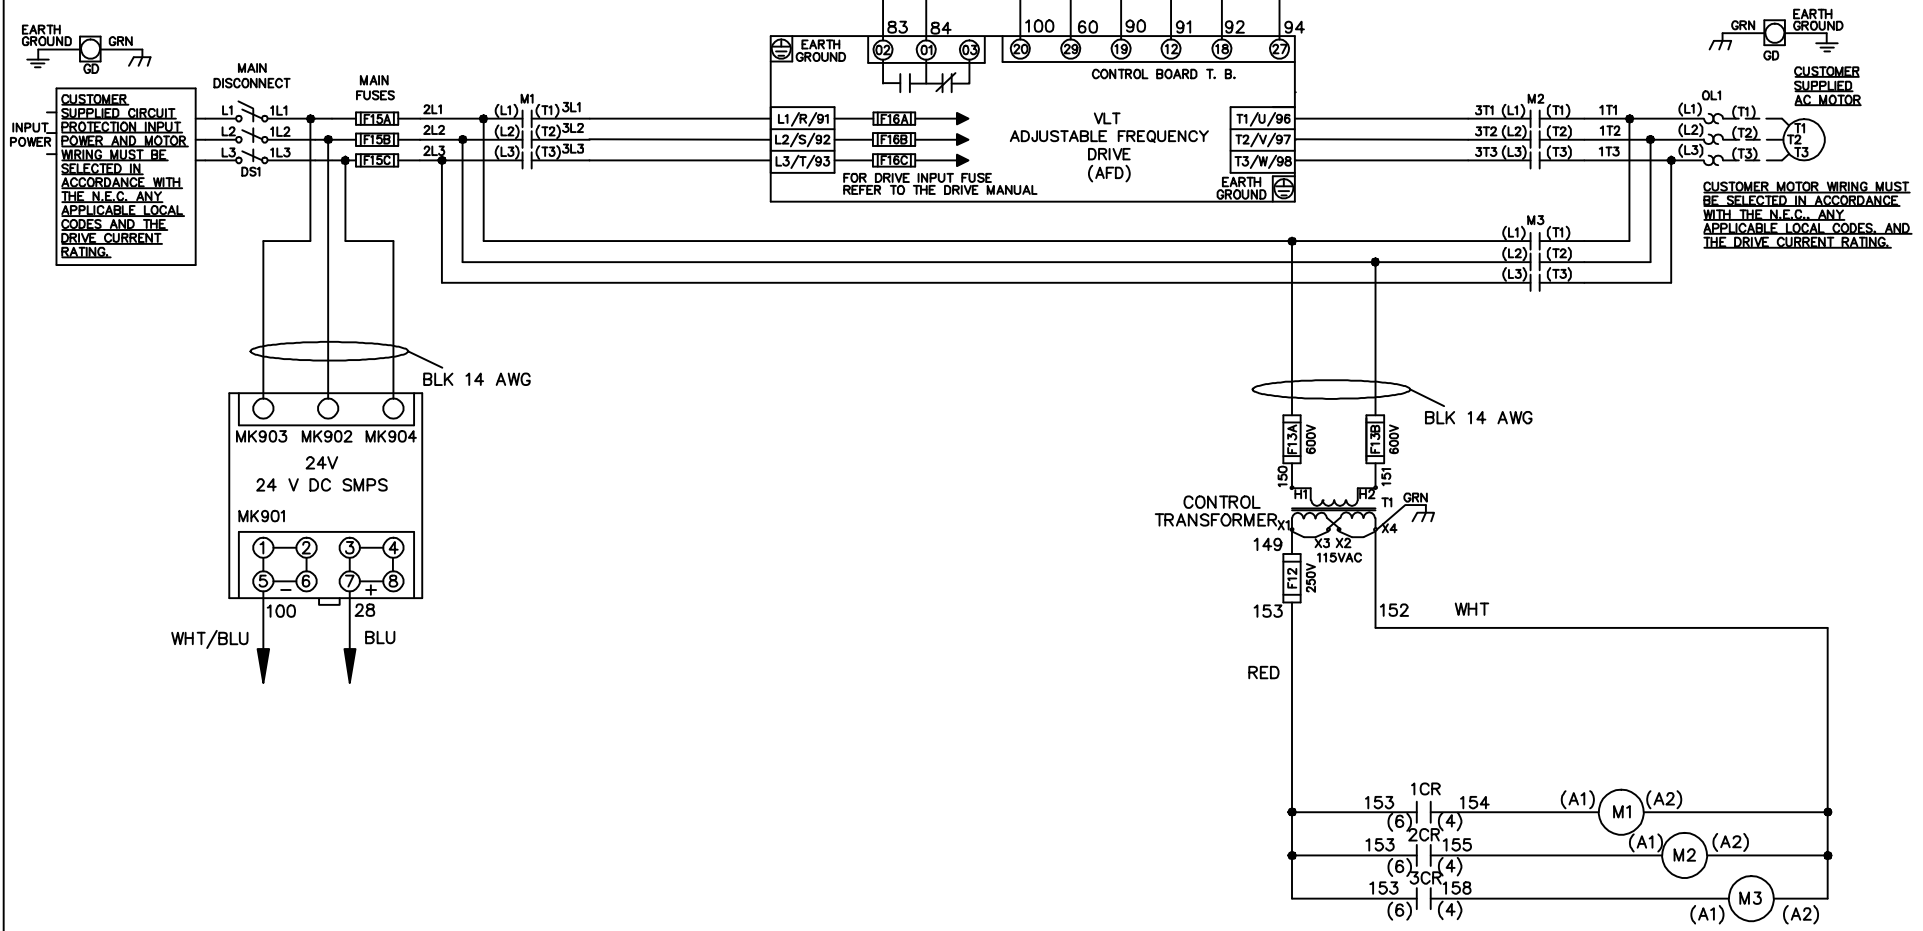 83
84
100
60
90
91
92
94
EARTH
GROUND
GRN
GD
EARTH
GROUND
02
01
03
20
29
19
12
18
27
CONTROL BOARD T. B.
GRN
EARTH
GROUND
GD
CUSTOMER
SUPPLIED
AC MOTOR
MAIN
DISCONNECT
MAIN
FUSES
INPUT
POWER
CUSTOMER
SUPPLIED CIRCUIT
PROTECTION INPUT
POWER AND MOTOR
WIRING MUST BE
SELECTED IN
ACCORDANCE WITH
THE N.E.C. ANY
APPLICABLE LOCAL
CODES AND THE
DRIVE CURRENT
RATING.
L1
1L1
F15A
2L1
M1
(L1)
(T1)
3L1
L2
1L2
F15B
2L2
(L2)
(T2)
3L2
L3
1L3
F15C
2L3
(L3)
(T3)
3L3
DS1
L1/R/91
F16A
L2/S/92
F16B
L3/T/93
F16C
VLT
ADJUSTABLE FREQUENCY
DRIVE
(AFD)
FOR DRIVE INPUT FUSE
REFER TO THE DRIVE MANUAL
T1/U/96
T2/V/97
T3/W/98
EARTH
GROUND
M2
3T1
(L1)
(T1)
1T1
3T2
(L2)
(T2)
1T2
3T3
(L3)
(T3)
1T3
OL1
(L1)
(T1)
(L2)
(T2)
(L3)
(T3)
T1
T2
T3
CUSTOMER MOTOR WIRING MUST
BE SELECTED IN ACCORDANCE
WITH THE N.E.C., ANY
APPLICABLE LOCAL CODES, AND
THE DRIVE CURRENT RATING.
M3
(L1)
(T1)
(L2)
(T2)
(L3)
(T3)
BLK 14 AWG
MK903
MK902
MK904
24V
24 V DC SMPS
MK901
1
2
3
4
5
6
7
8
−
+
100
28
WHT/BLU
BLU
BLK 14 AWG
F13A
600V
F13B
600V
150
151
H1
H2
T1
GRN
CONTROL
TRANSFORMER
X1
X4
X3
X2
115VAC
149
F12
250V
153
152
WHT
RED
1CR
153
154
(A1)
M1
(A2)
(6)
(4)
2CR
153
155
(A1)
M2
(A2)
(6)
(4)
3CR
153
158
M3
(6)
(4)
(A1)
(A2)